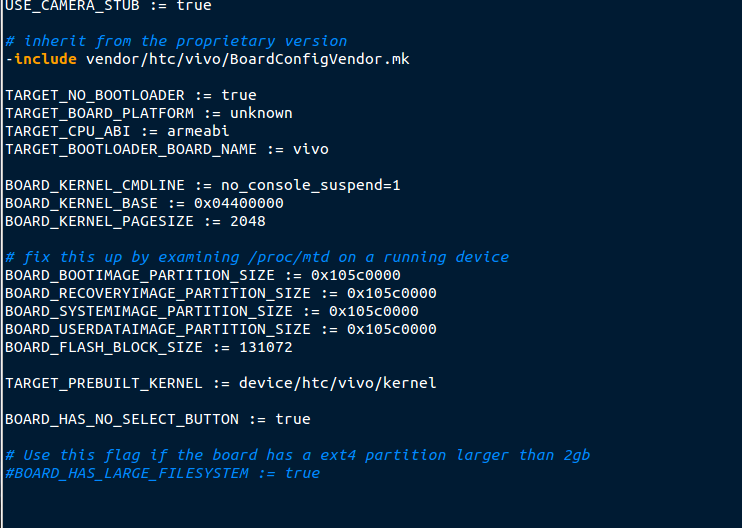 USE_CAMERA_STUB := true
# inherit from the proprietary version
-include vendor/htc/vivo/BoardConfigVendor.mk
TARGET_NO_BOOTLOADER := true
TARGET_BOARD_PLATFORM := unknown
TARGET_CPU_ABI := armeabi
TARGET_BOOTLOADER_BOARD_NAME := vivo
BOARD_KERNEL_CMDLINE := no_console_suspend=1
BOARD_KERNEL_BASE := 0x04400000
BOARD_KERNEL_PAGESIZE := 2048
# fix this up by examining /proc/mtd on a running device
BOARD_BOOTIMAGE_PARTITION_SIZE := 0x105c0000
BOARD_RECOVERYIMAGE_PARTITION_SIZE := 0x105c0000
BOARD_SYSTEMIMAGE_PARTITION_SIZE := 0x105c0000
BOARD_USERDATAIMAGE_PARTITION_SIZE := 0x105c0000
BOARD_FLASH_BLOCK_SIZE := 131072
TARGET_PREBUILT_KERNEL := device/htc/vivo/kernel
BOARD_HAS_NO_SELECT_BUTTON := true
# Use this flag if the board has a ext4 partition larger than 2gb
#BOARD_HAS_LARGE_FILESYSTEM := true